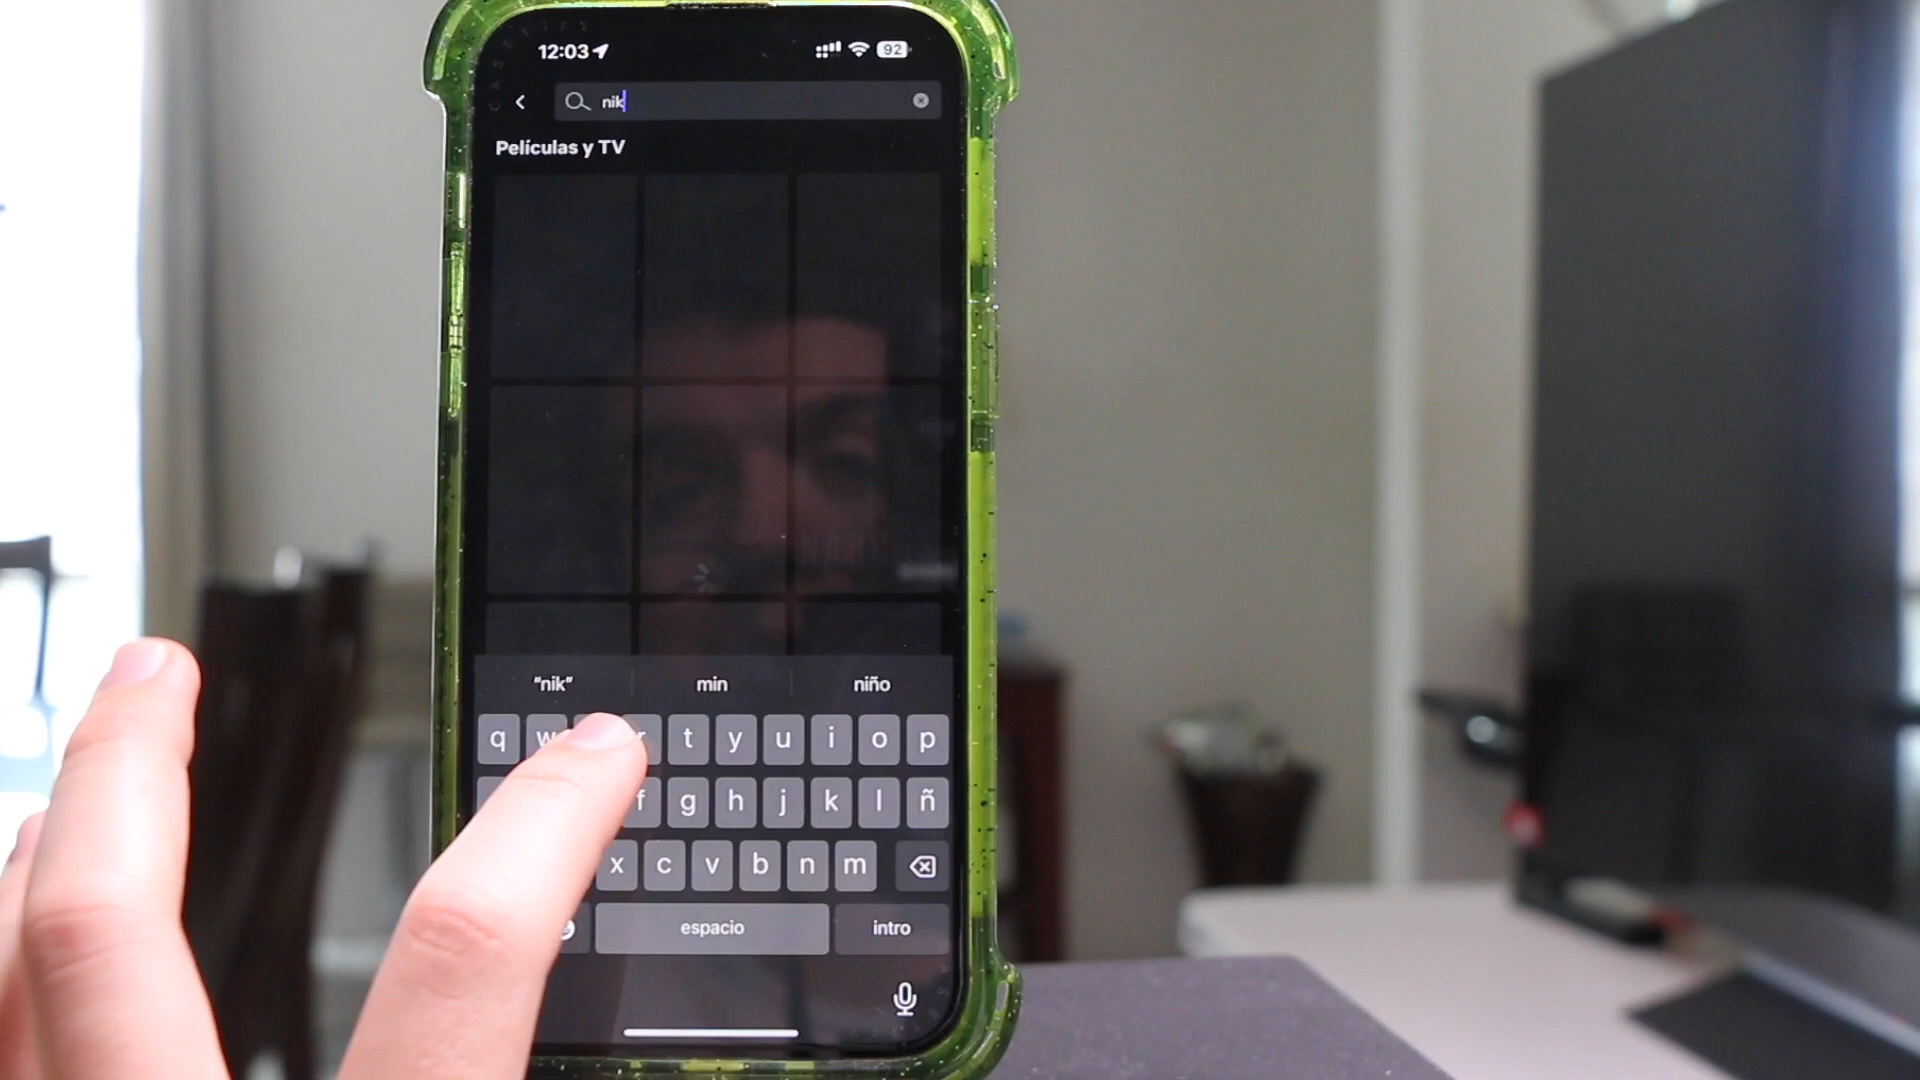 12:03
92
nik
Películas y TV
“nik” min niño
q w r t y u i o p
f g h j k l ñ
x c v b n m
espacio intro